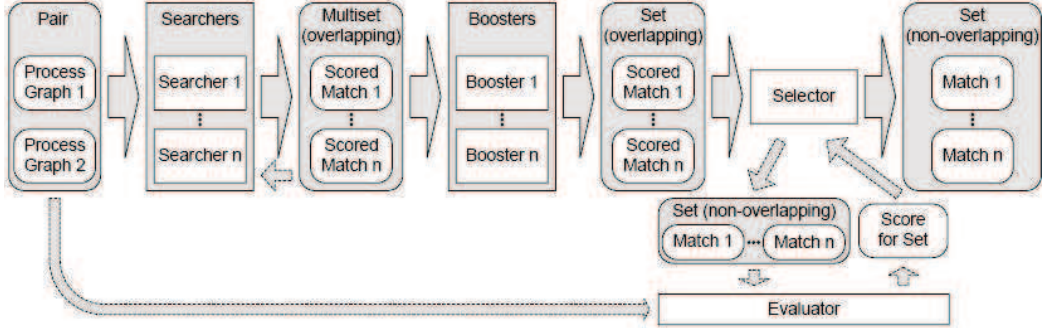 Pair
Process
Graph 1
Process
Graph 2
Searchers
Searcher 1
Searcher n
Multiset
(overlapping)
Scored
Match 1
Scored
Match n
Boosters
Booster 1
Booster n
Set
(overlapping)
Scored
Match 1
Scored
Match n
Selector
Set
(non-overlapping)
Match 1
Match n
Set (non-overlapping)
Match 1 ··· Match n
Score
for Set
Evaluator